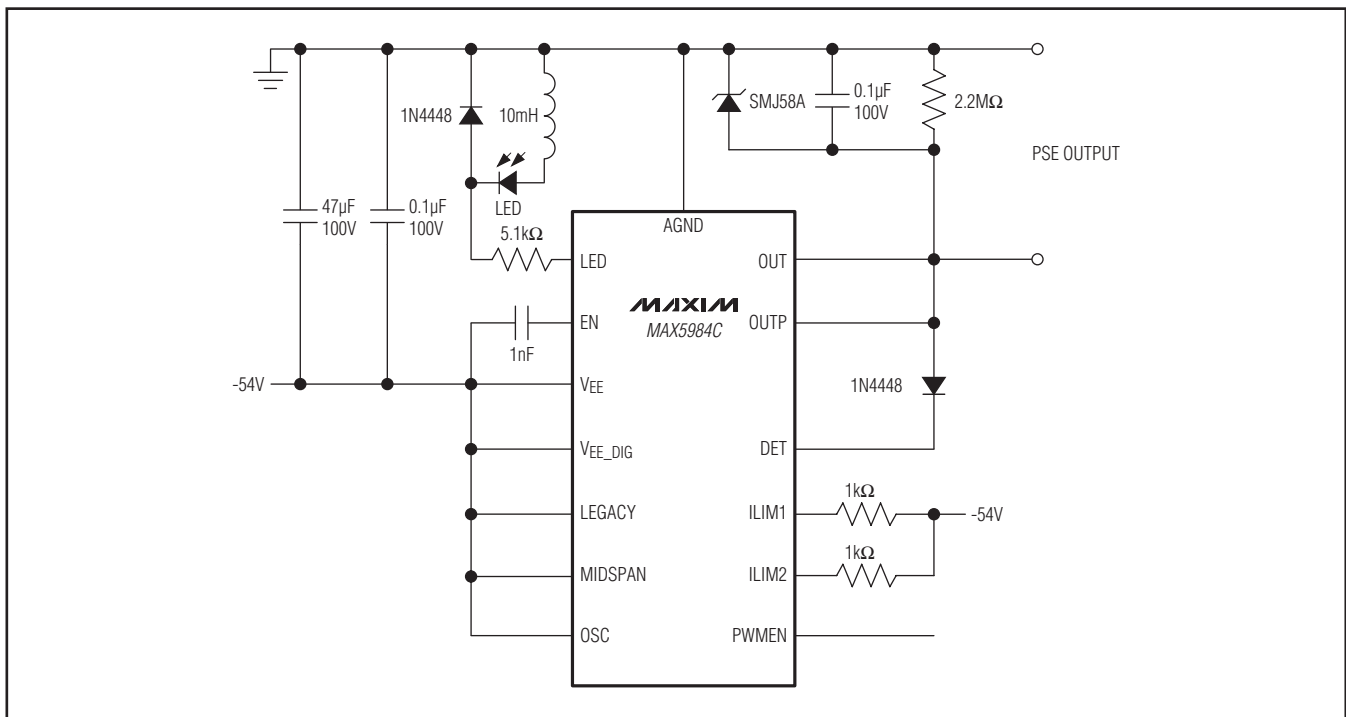 1N4448
10mH
SMJ58A
0.1µF
100V
2.2MΩ
PSE OUTPUT
47µF
100V
0.1µF
100V
LED
5.1kΩ
AGND
LED
OUT
MAXIM
MAX5984C
EN
OUTP
1nF
-54V
VEE
1N4448
VEE_DIG
DET
LEGACY
ILIM1
1kΩ
-54V
MIDSPAN
ILIM2
1kΩ
OSC
PWMEN